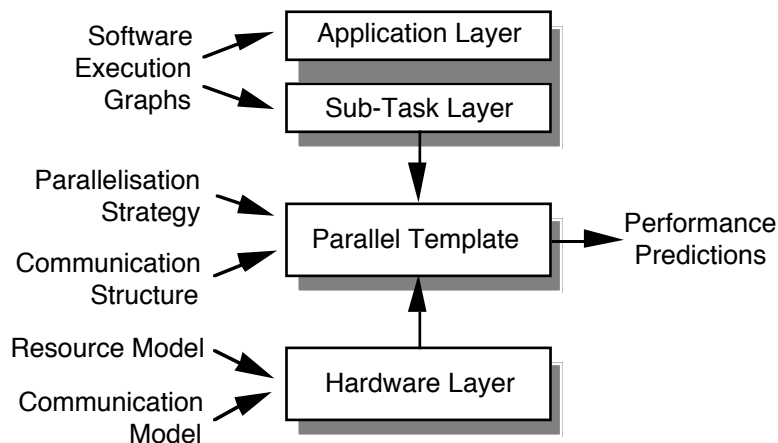 Software
Execution
Graphs
Application Layer
Sub-Task Layer
Parallelisation
Strategy
Communication
Structure
Parallel Template
Performance
Predictions
Resource Model
Communication
Model
Hardware Layer